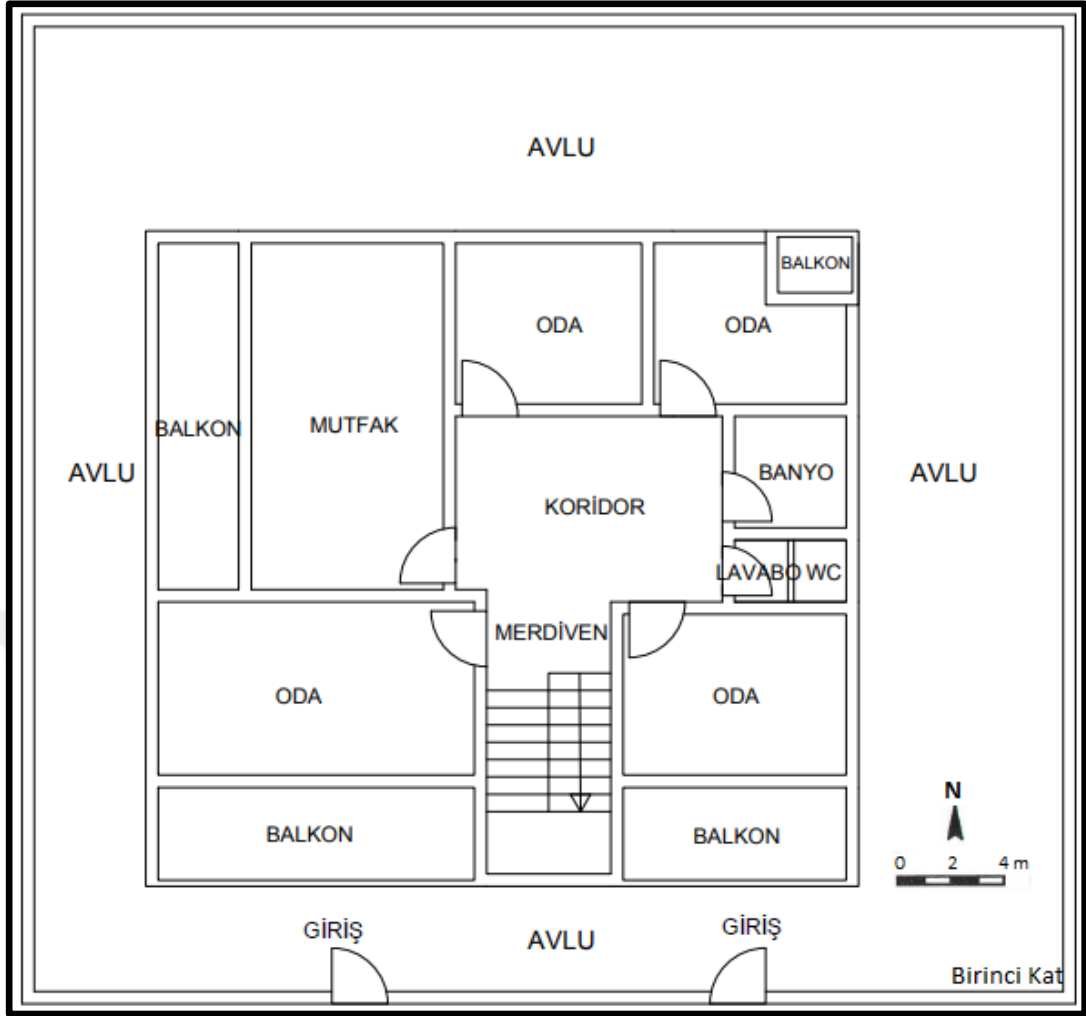 AVLU
BALKON
ODA
ODA
MUTFAK
BALKON
AVLU
BANYO
AVLU
KORİDOR
LAVABO WC
MERDİVEN
ODA
ODA
N
0 2 4 m
BALKON
BALKON
GİRİŞ
GİRİŞ
AVLU
Birinci Kat